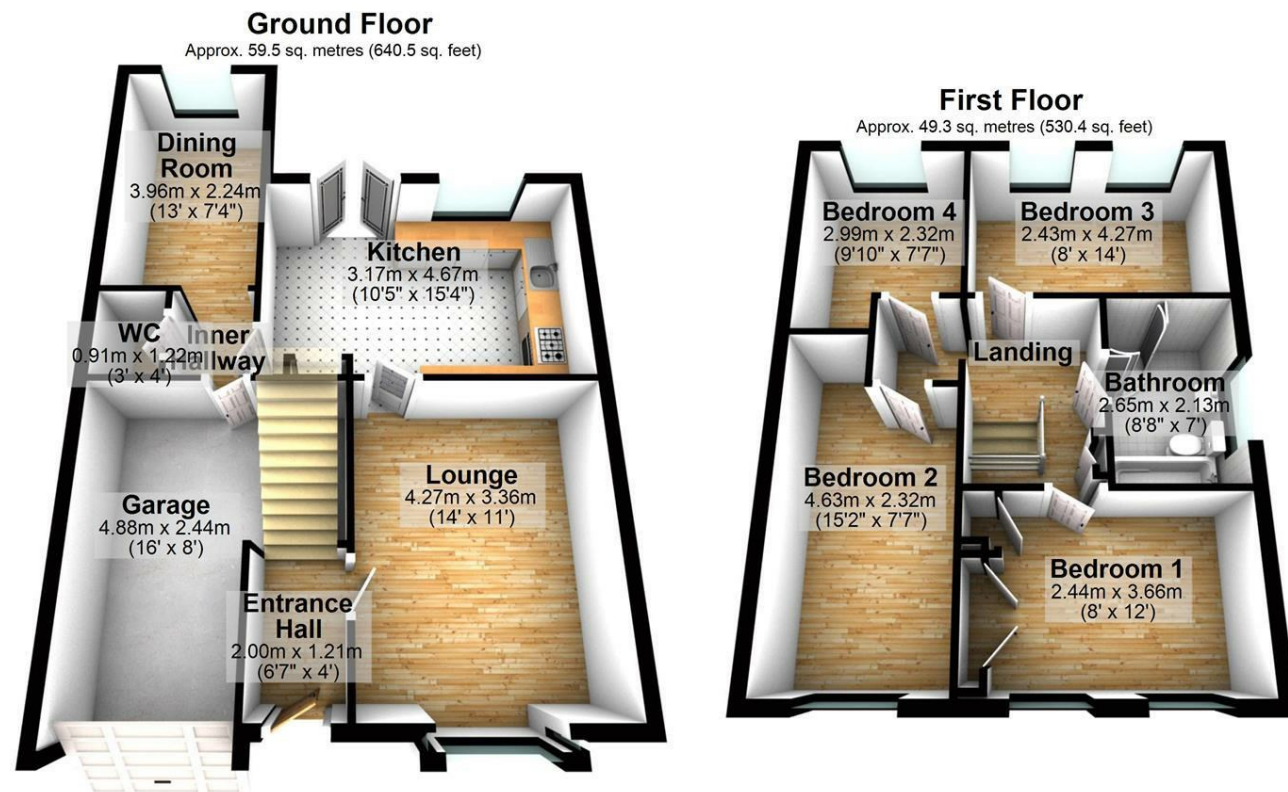 Ground Floor
Approx. 59.5 sq. metres (640.5 sq. feet)
Dining
Room
3.96m x 2.24m
(13' x 7'4")
Kitchen
3.17m x 4.67m
(10'5" x 15'4")
WC
0.91m x 1.22m
(3' x 4')
Inner
Hallway
Garage
4.88m x 2.44m
(16' x 8')
Lounge
4.27m x 3.36m
(14' x 11')
Entrance
Hall
2.00m x 1.21m
(6'7" x 4')
First Floor
Approx. 49.3 sq. metres (530.4 sq. feet)
Bedroom 4
2.99m x 2.32m
(9'10" x 7'7")
Bedroom 3
2.43m x 4.27m
(8' x 14')
Landing
Bathroom
2.65m x 2.13m
(8'8" x 7')
Bedroom 2
4.63m x 2.32m
(15'2" x 7'7")
Bedroom 1
2.44m x 3.66m
(8' x 12')